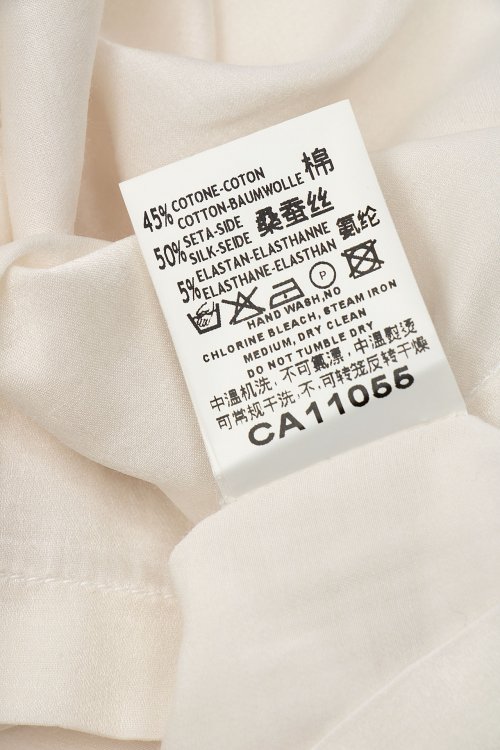 45% COTONE-COTON
COTTON-BAUMWOLLE 棉
50% SETA-SIDE
SILK-SEIDE 桑蚕丝
5% ELASTAN-ELASTHANNE
ELASTHANE-ELASTHAN 氨纶
P
HAND WASH,NO
CHLORINE BLEACH, STEAM IRON
MEDIUM, DRY CLEAN
DO NOT TUMBLE DRY
中温机洗, 不可氯漂, 中温熨烫
可常规干洗, 不可转笼反转干燥
CA11055